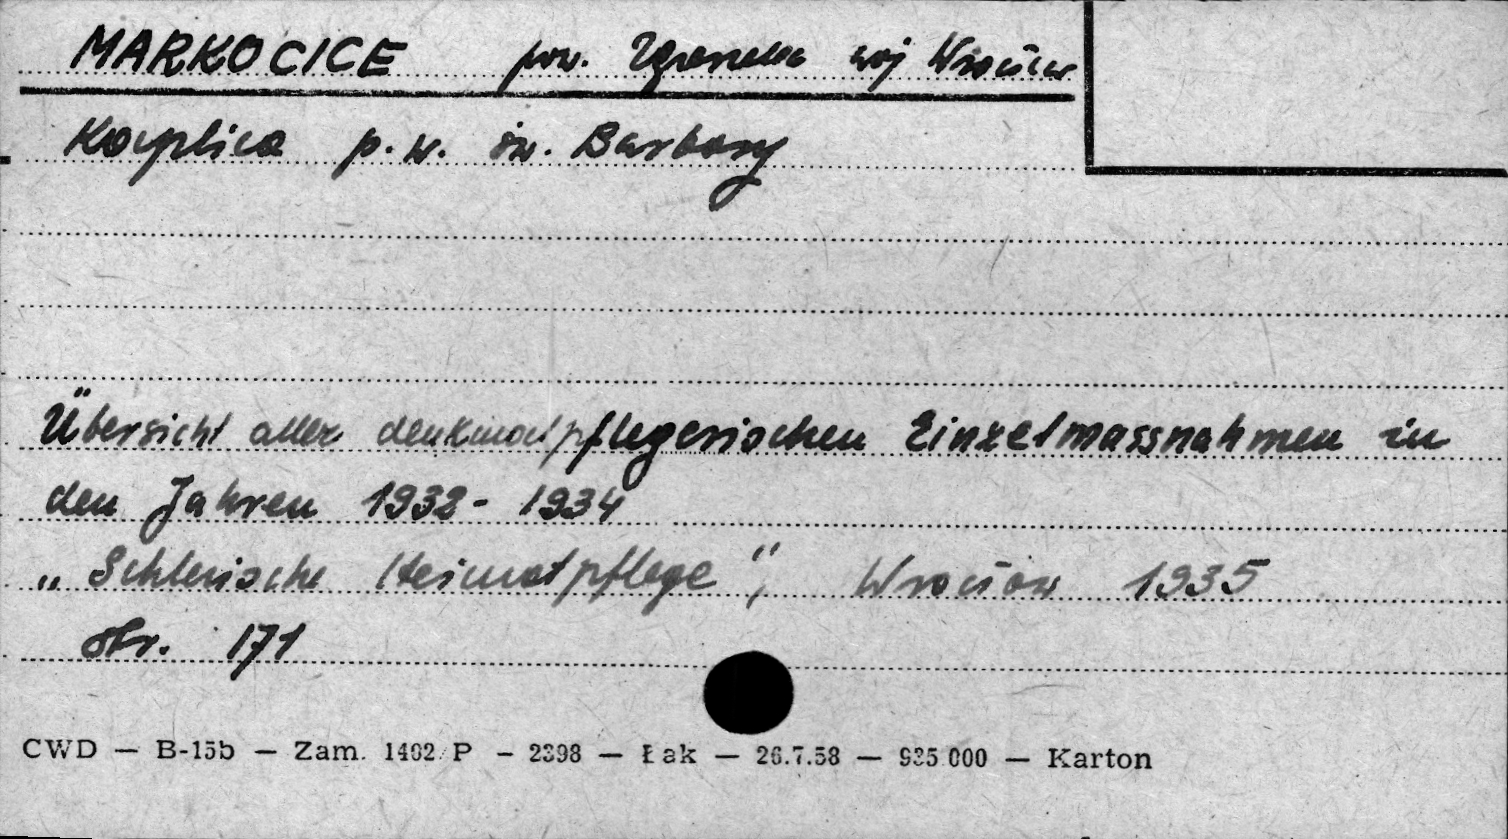 MARKOCICE pow. Zgorzelec woj Wrocław
Kaplica p.w. św. Barbary
Übersicht aller denkmalpflegerischen Einzelmassnahmen in
den Jahren 1932-1934
„Schlesische Heimatpflege", Wrocław 1935
str. 171
CWD — B-15b — Zam. 1402/P — 2398 — Łak — 26.7.58 — 935.000 — Karton